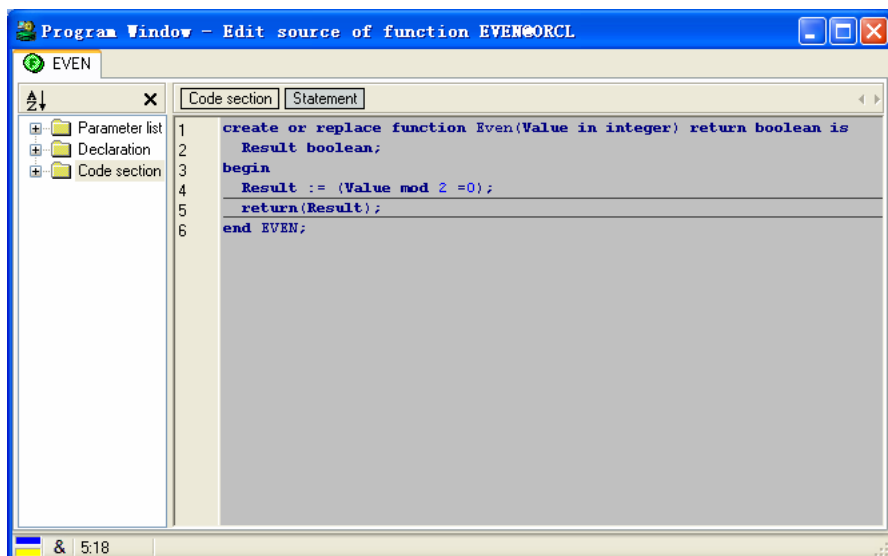 Program Window - Edit source of function EVEN@ORCL
EVEN
Code section Statement
Parameter list
Declaration
Code section
1 create or replace function Even(Value in integer) return boolean is
2 Result boolean;
3 begin
4 Result := (Value mod 2 =0);
5 return(Result);
6 end EVEN;
& 5:18